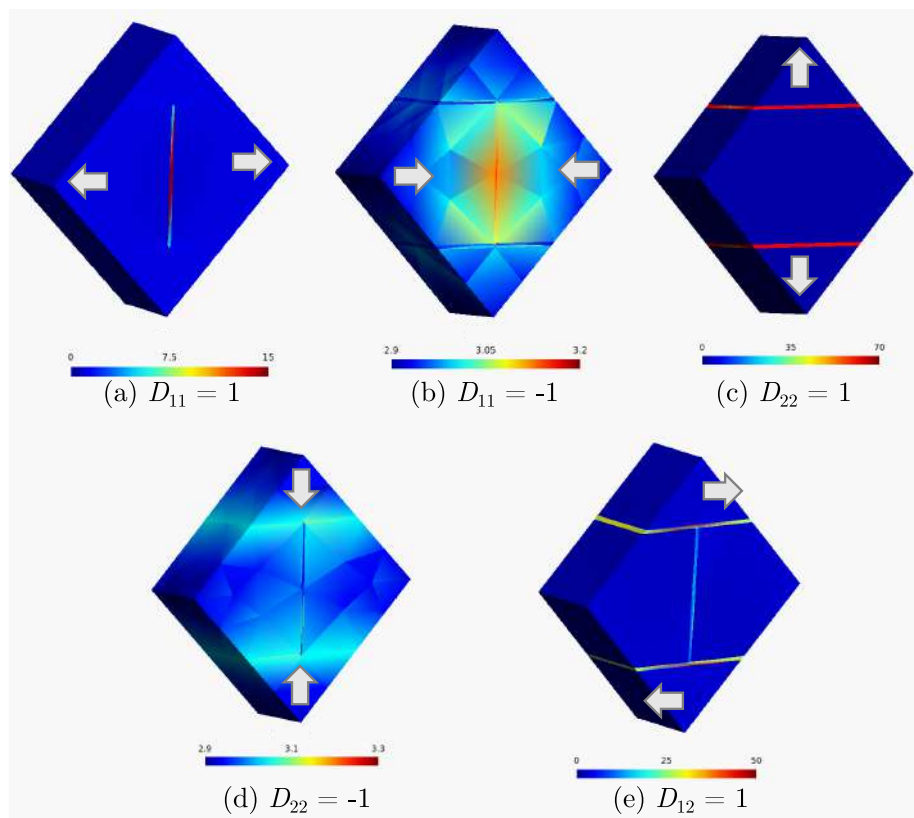 0 7.5 15
2.9 3.05 3.2
0 35 70
(a) D₁₁ = 1
(b) D₁₁ = -1
(c) D₂₂ = 1
2.9 3.1 3.3
0 25 50
(d) D₂₂ = -1
(e) D₁₂ = 1